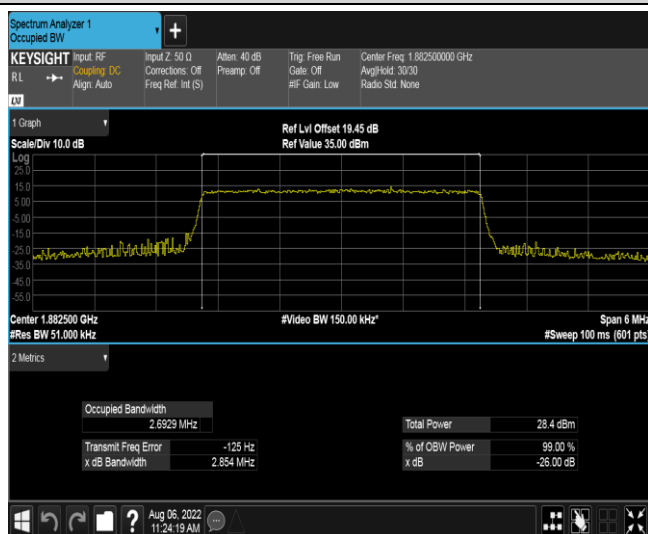 Spectrum Analyzer 1
Occupied BW
+
KEYSIGHT
R L
LXI
Input: RF
Coupling: DC
Align: Auto
Input Z: 50 Ω
Corrections: Off
Freq Ref: Int (S)
Atten: 40 dB
Preamp: Off
Trig: Free Run
Gate: Off
#IF Gain: Low
Center Freq: 1.882500000 GHz
Avg|Hold: 30/30
Radio Std: None
1 Graph
Scale/Div 10.0 dB
Ref Lvl Offset 19.45 dB
Ref Value 35.00 dBm
Log
25.0
15.0
5.00
-5.00
-15.0
-25.0
-35.0
-45.0
-55.0
Center 1.882500 GHz
#Res BW 51.000 kHz
#Video BW 150.00 kHz*
Span 6 MHz
#Sweep 100 ms (601 pts)
2 Metrics
Occupied Bandwidth
2.6929 MHz
Transmit Freq Error -125 Hz
x dB Bandwidth 2.854 MHz
Total Power 28.4 dBm
% of OBW Power 99.00 %
x dB -26.00 dB
?
Aug 06, 2022
11:24:19 AM